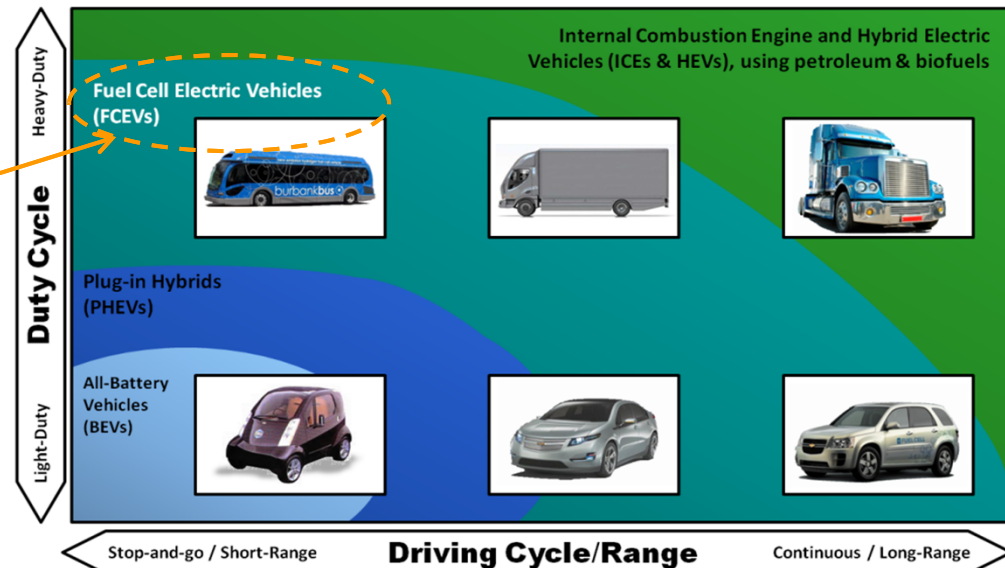 Internal Combustion Engine and Hybrid Electric
Vehicles (ICEs & HEVs), using petroleum & biofuels
Fuel Cell Electric Vehicles
(FCEVs)
burbankbus
Plug-in Hybrids
(PHEVs)
All-Battery
Vehicles
(BEVs)
Heavy-Duty
Duty Cycle
Light-Duty
Stop-and-go / Short-Range
Driving Cycle/Range
Continuous / Long-Range